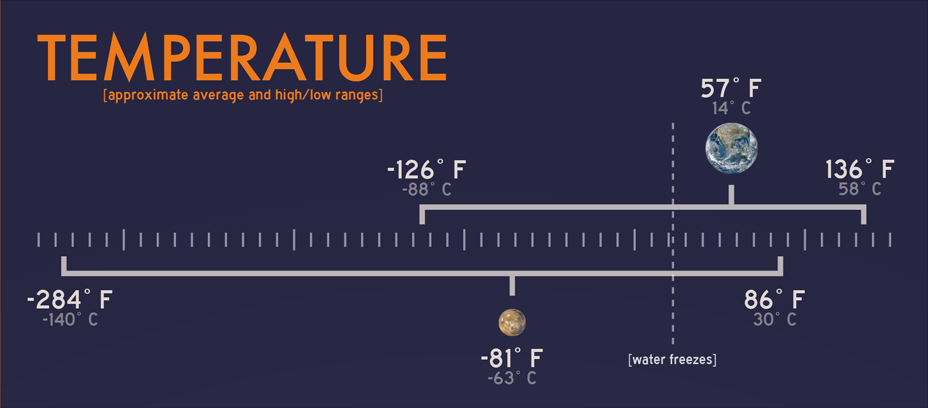 TEMPERATURE
[approximate average and high/low ranges]
57° F
14° C
-126° F
-88° C
136° F
58° C
-284° F
-140° C
86° F
30° C
-81° F
-63° C
[water freezes]